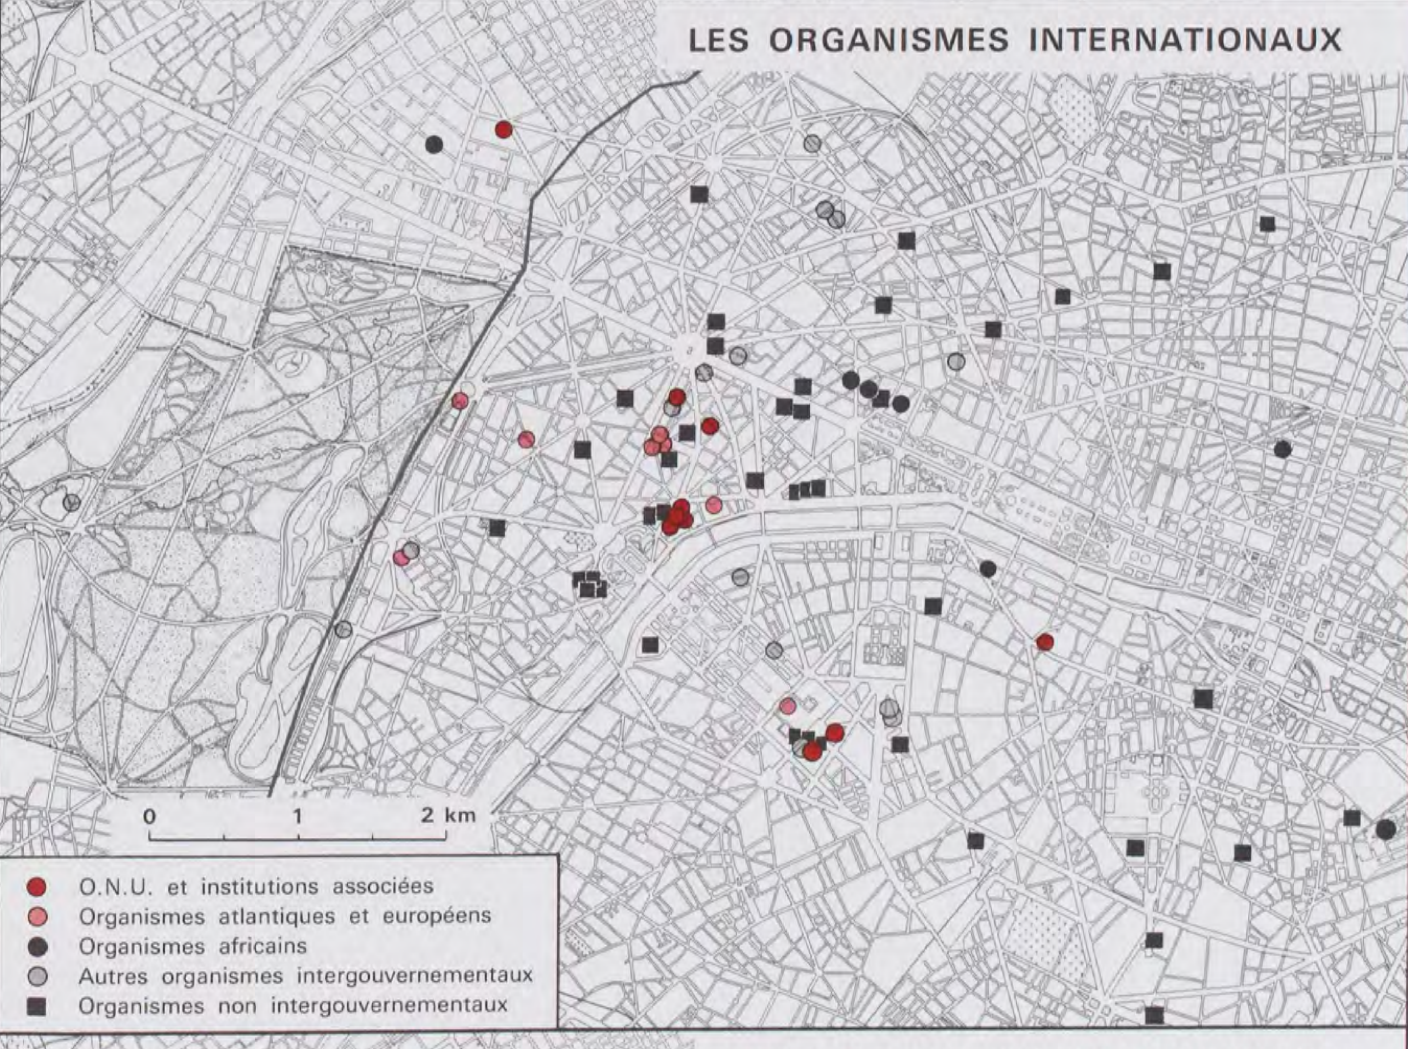 LES ORGANISMES INTERNATIONAUX
0 1 2 km
O.N.U. et institutions associées
Organismes atlantiques et européens
Organismes africains
Autres organismes intergouvernementaux
Organismes non intergouvernementaux